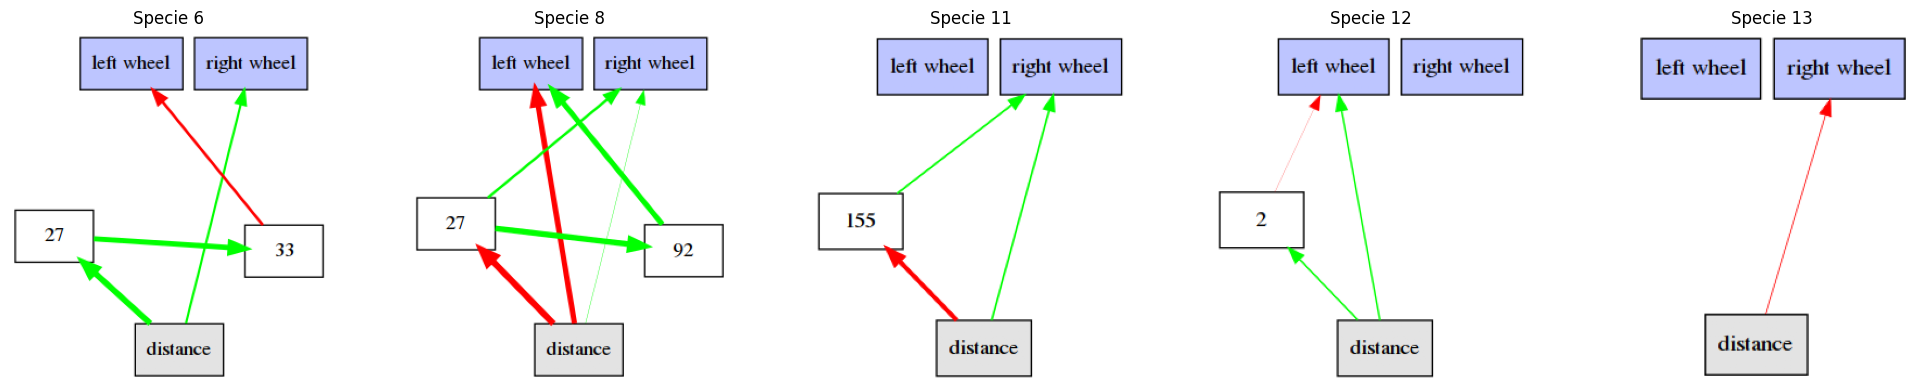 Specie 6
left wheel
right wheel
27
33
distance
Specie 8
left wheel
right wheel
27
92
distance
Specie 11
left wheel
right wheel
155
distance
Specie 12
left wheel
right wheel
2
distance
Specie 13
left wheel
right wheel
distance